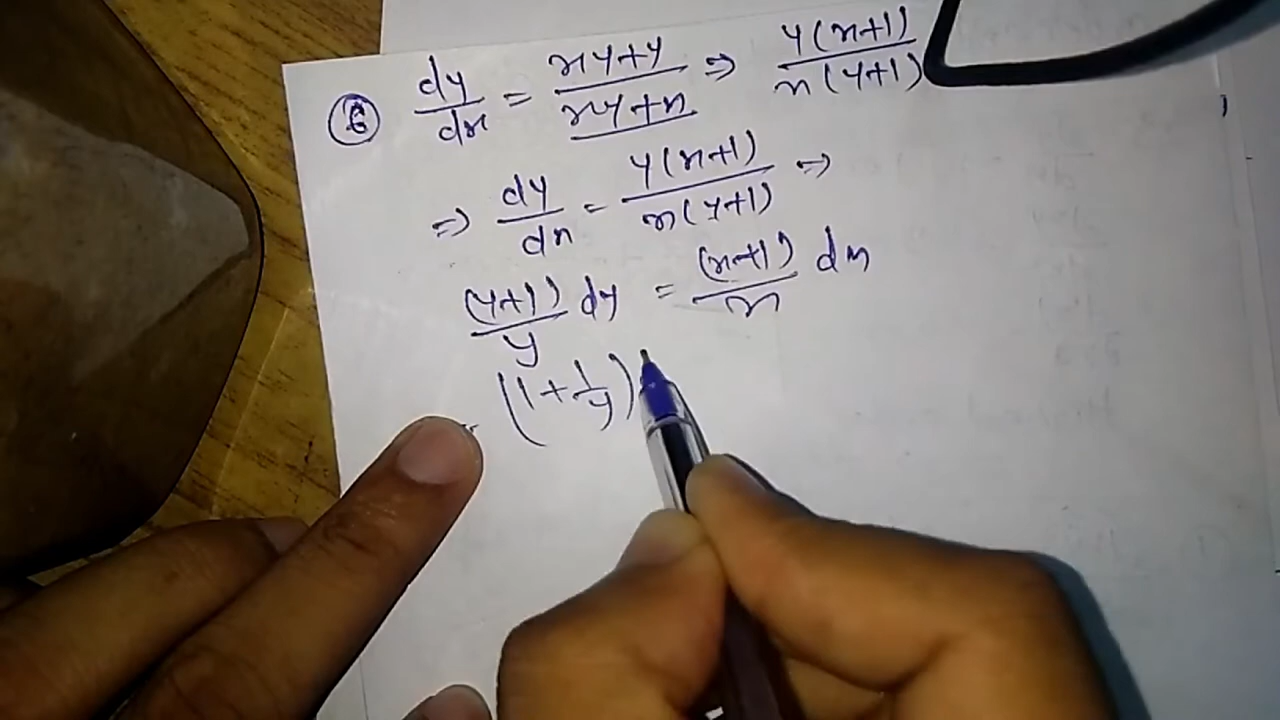 ⑥ dy/dx = xy+y/xy+x ⇒ y(x+1)/x(y+1)
⇒ dy/dx = y(x+1)/x(y+1) ⇒
(y+1)/y dy = (x+1)/x dx
(1+1/y)